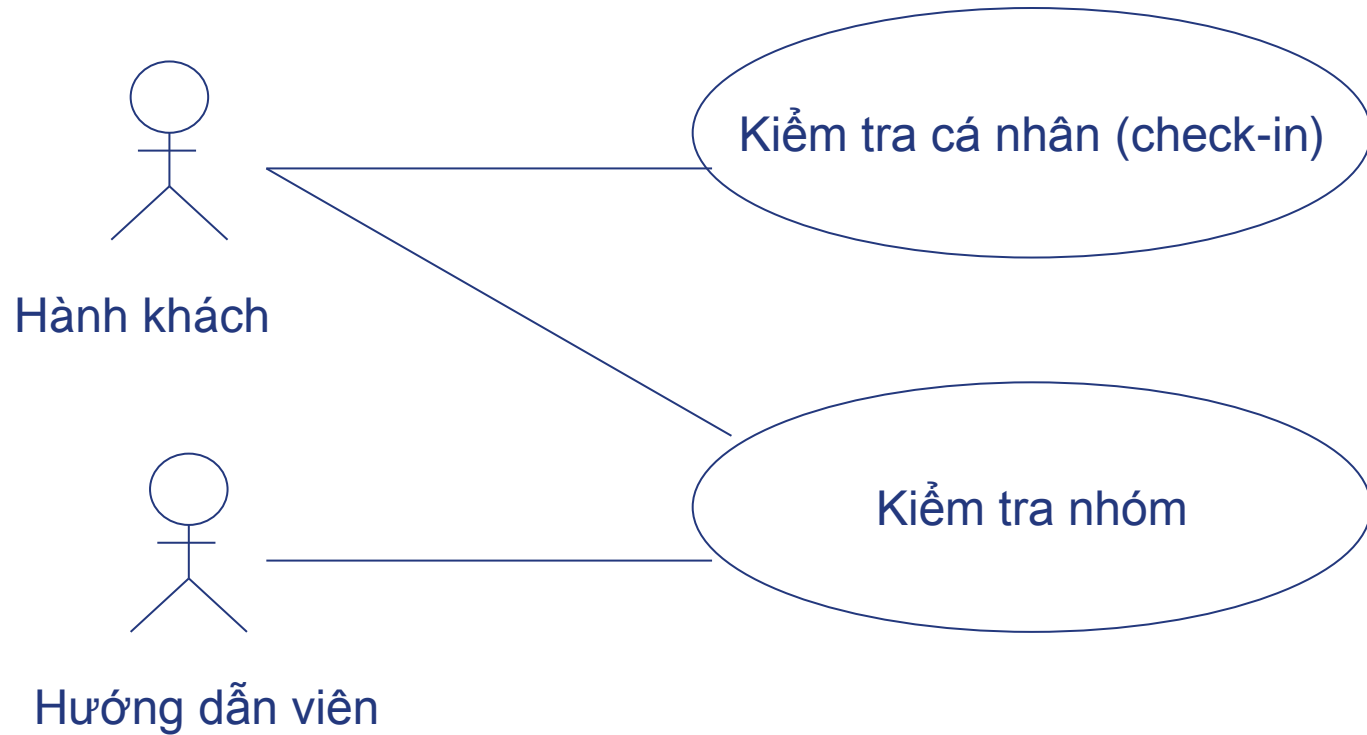 Kiểm tra cá nhân (check-in)
Hành khách
Kiểm tra nhóm
Hướng dẫn viên